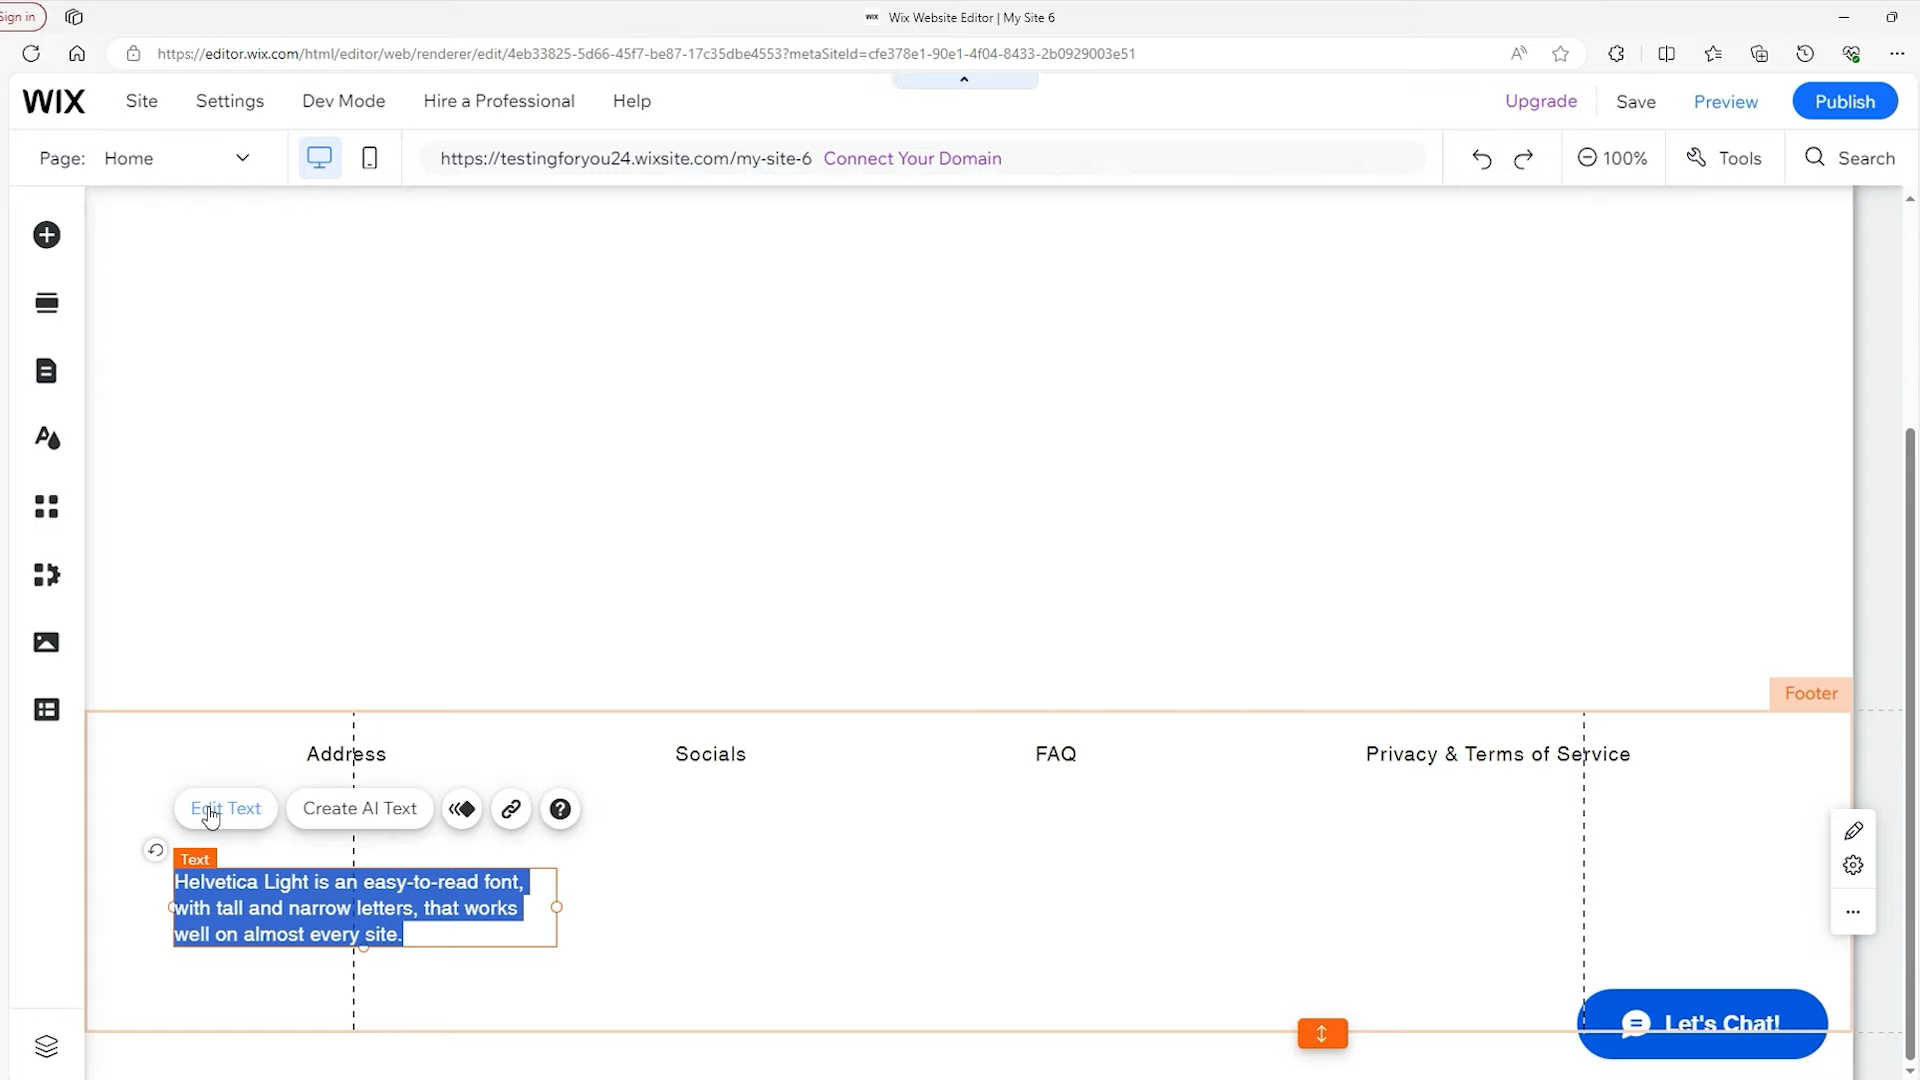 Sign in
WIX Wix Website Editor | My Site 6
https://editor.wix.com/html/editor/web/renderer/edit/4eb33825-5d66-45f7-be87-17c35dbe4553?metaSiteId=cfe378e1-90e1-4f04-8433-2b0929003e51
WIX Site Settings Dev Mode Hire a Professional Help Upgrade Save Preview Publish
Page: Home https://testingforyou24.wixsite.com/my-site-6 Connect Your Domain 100% Tools Search
Footer
Address Socials FAQ Privacy & Terms of Service
Edit Text Create AI Text
Text
Helvetica Light is an easy-to-read font,
with tall and narrow letters, that works
well on almost every site.
Let's Chat!